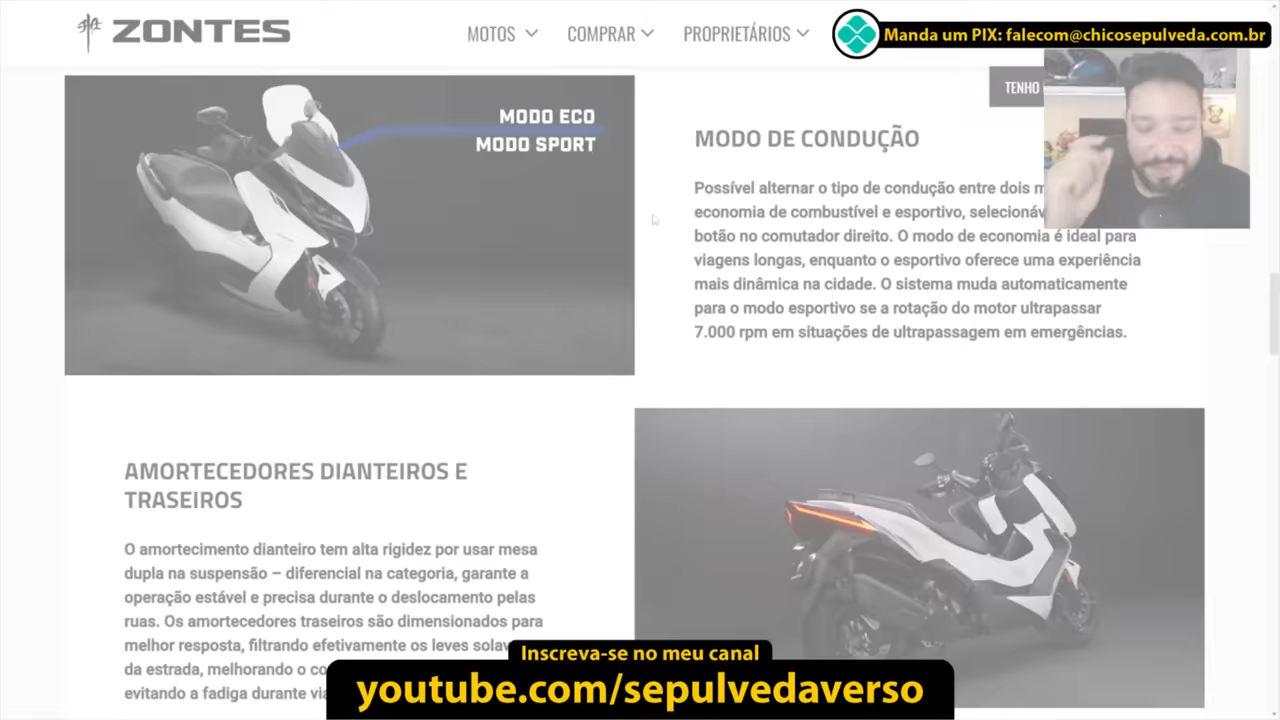 ZONTES
MOTOS
COMPRAR
PROPRIETÁRIOS
Manda um PIX: falecom@chicosepulveda.com.br
TENHO
MODO ECO
MODO SPORT
MODO DE CONDUÇÃO
Possível alternar o tipo de condução entre dois m
economia de combustível e esportivo, selecionáv
botão no comutador direito. O modo de economia é ideal para
viagens longas, enquanto o esportivo oferece uma experiência
mais dinâmica na cidade. O sistema muda automaticamente
para o modo esportivo se a rotação do motor ultrapassar
7.000 rpm em situações de ultrapassagem em emergências.
AMORTECEDORES DIANTEIROS E
TRASEIROS
O amortecimento dianteiro tem alta rigidez por usar mesa
dupla na suspensão – diferencial na categoria, garante a
operação estável e precisa durante o deslocamento pelas
ruas. Os amortecedores traseiros são dimensionados para
melhor resposta, filtrando efetivamente os leves solav
da estrada, melhorando o co
evitando a fadiga durante via
Inscreva-se no meu canal
youtube.com/sepulvedaverso